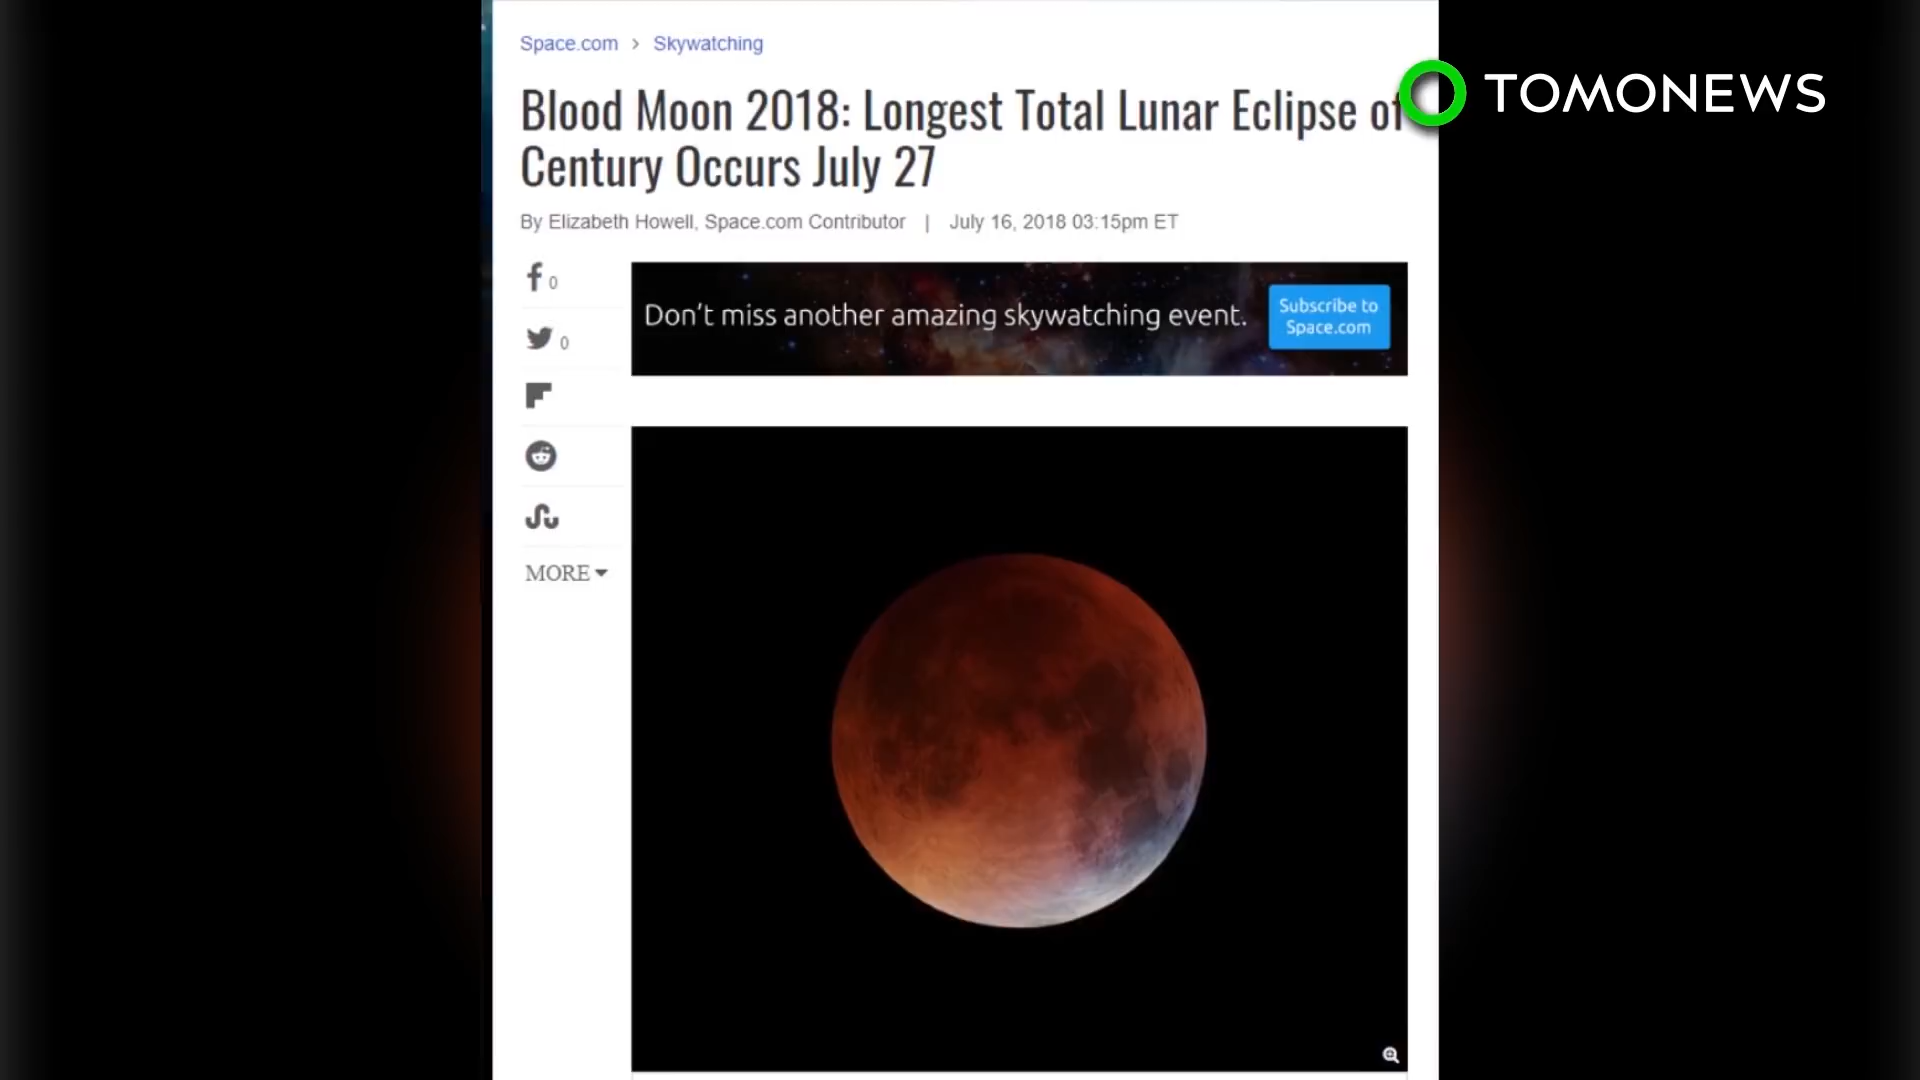 Space.com > Skywatching
TOMONEWS
Blood Moon 2018: Longest Total Lunar Eclipse of
Century Occurs July 27
By Elizabeth Howell, Space.com Contributor | July 16, 2018 03:15pm ET
0
Don't miss another amazing skywatching event.
Subscribe to
Space.com
0
MORE